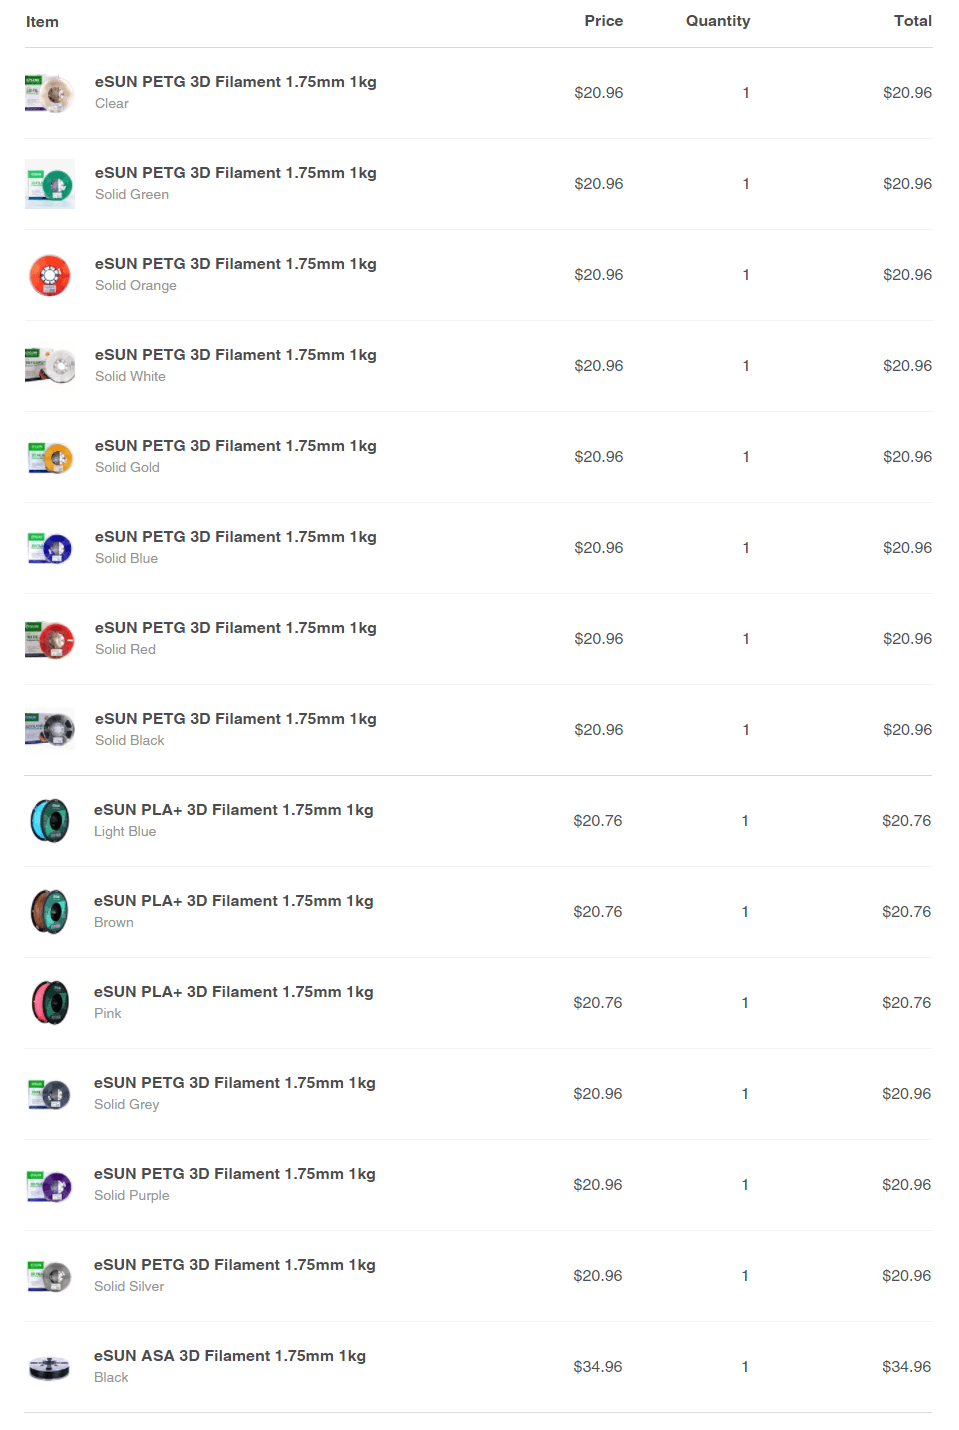 Item Price Quantity Total
eSUN PETG 3D Filament 1.75mm 1kg
Clear
$20.96 1 $20.96
eSUN PETG 3D Filament 1.75mm 1kg
Solid Green
$20.96 1 $20.96
eSUN PETG 3D Filament 1.75mm 1kg
Solid Orange
$20.96 1 $20.96
eSUN PETG 3D Filament 1.75mm 1kg
Solid White
$20.96 1 $20.96
eSUN PETG 3D Filament 1.75mm 1kg
Solid Gold
$20.96 1 $20.96
eSUN PETG 3D Filament 1.75mm 1kg
Solid Blue
$20.96 1 $20.96
eSUN PETG 3D Filament 1.75mm 1kg
Solid Red
$20.96 1 $20.96
eSUN PETG 3D Filament 1.75mm 1kg
Solid Black
$20.96 1 $20.96
eSUN PLA+ 3D Filament 1.75mm 1kg
Light Blue
$20.76 1 $20.76
eSUN PLA+ 3D Filament 1.75mm 1kg
Brown
$20.76 1 $20.76
eSUN PLA+ 3D Filament 1.75mm 1kg
Pink
$20.76 1 $20.76
eSUN PETG 3D Filament 1.75mm 1kg
Solid Grey
$20.96 1 $20.96
eSUN PETG 3D Filament 1.75mm 1kg
Solid Purple
$20.96 1 $20.96
eSUN PETG 3D Filament 1.75mm 1kg
Solid Silver
$20.96 1 $20.96
eSUN ASA 3D Filament 1.75mm 1kg
Black
$34.96 1 $34.96